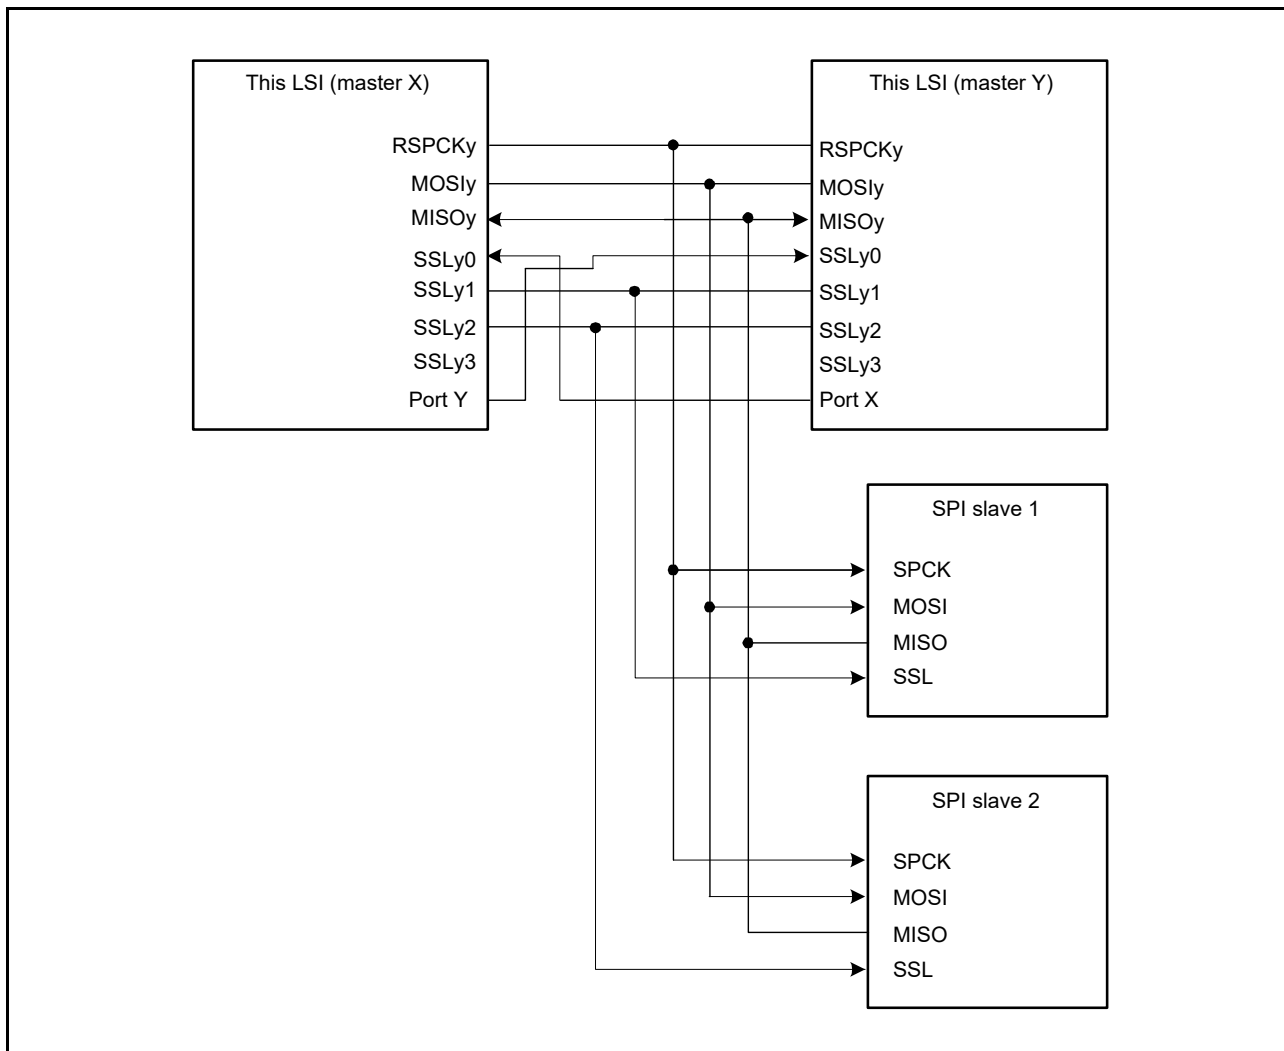 This LSI (master X)
RSPCKy
MOSIy
MISOy
SSLy0
SSLy1
SSLy2
SSLy3
Port Y
This LSI (master Y)
RSPCKy
MOSIy
MISOy
SSLy0
SSLy1
SSLy2
SSLy3
Port X
SPI slave 1
SPCK
MOSI
MISO
SSL
SPI slave 2
SPCK
MOSI
MISO
SSL